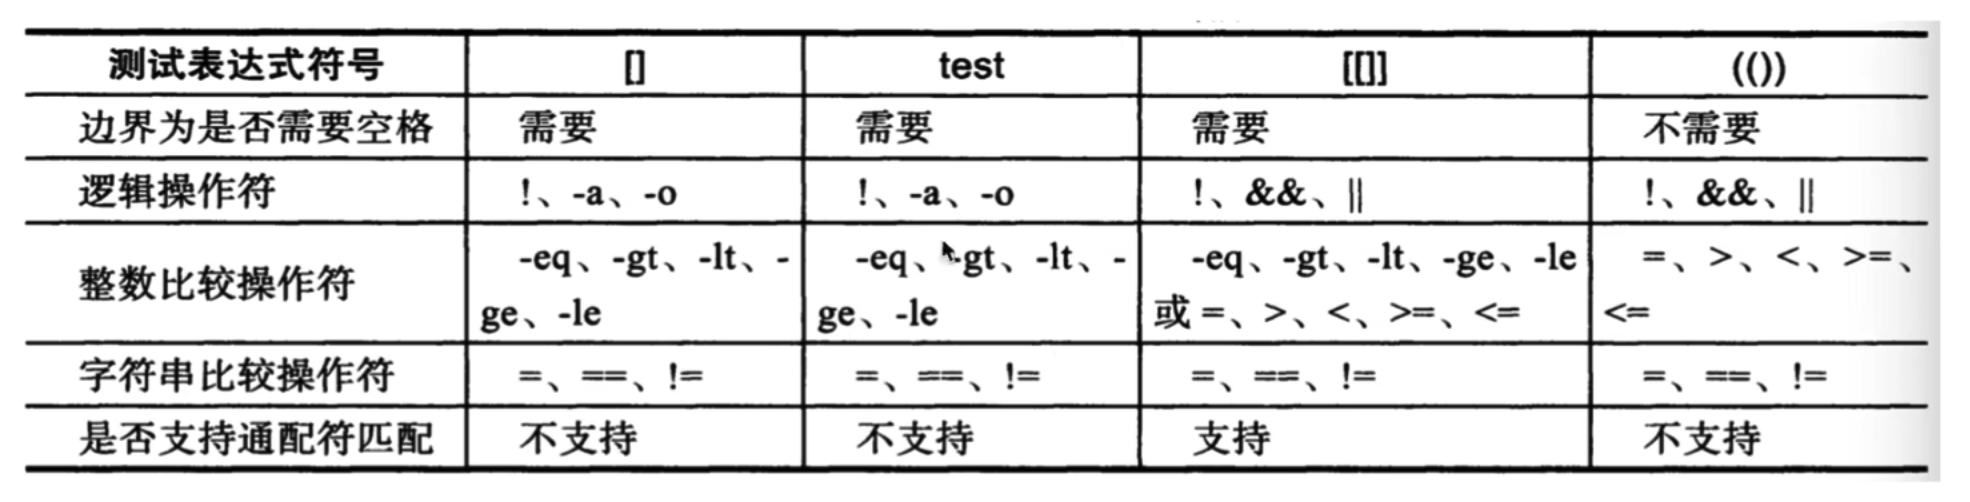 测试表达式符号 [] test [[]] (())
边界为是否需要空格 需要 需要 需要 不需要
逻辑操作符 !、-a、-o !、-a、-o !、&&、|| !、&&、||
整数比较操作符 -eq、-gt、-lt、- -eq、-gt、-lt、- -eq、-gt、-lt、-ge、-le =、>、<、>=、
ge、-le ge、-le 或 =、>、<、>=、<= <=
字符串比较操作符 =、==、!= =、==、!= =、==、!= =、==、!=
是否支持通配符匹配 不支持 不支持 支持 不支持